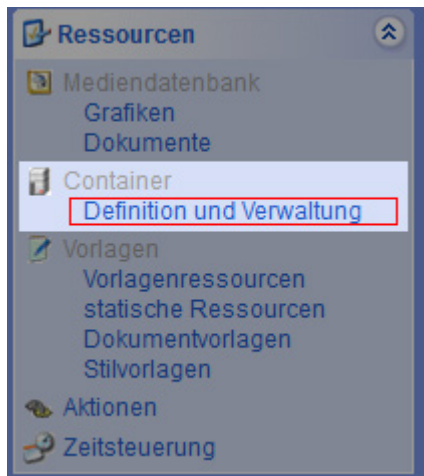 Ressourcen
Mediendatenbank
Grafiken
Dokumente
Container
Definition und Verwaltung
Vorlagen
Vorlagenressourcen
statische Ressourcen
Dokumentvorlagen
Stilvorlagen
Aktionen
Zeitsteuerung